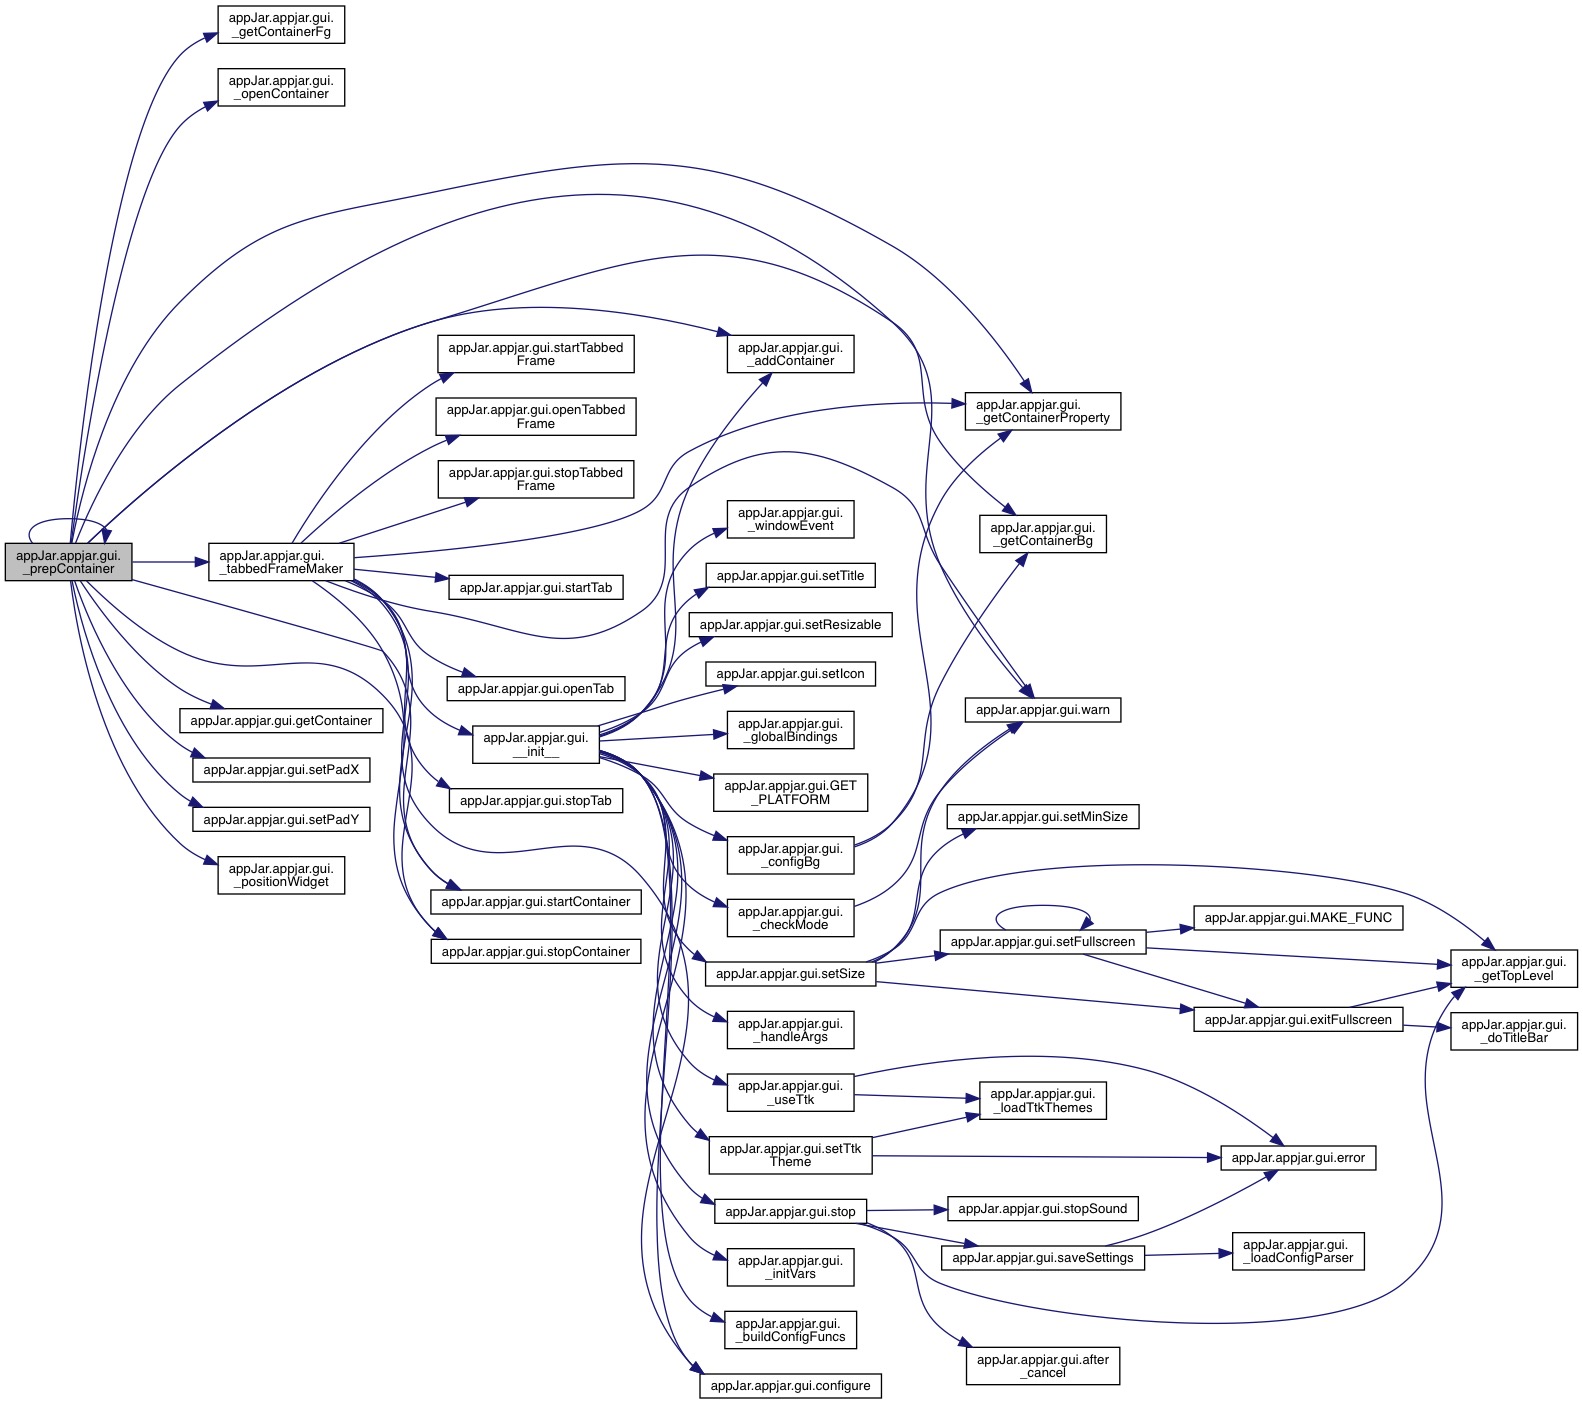 appJar.appjar.gui.
_getContainerFg
appJar.appjar.gui.
_openContainer
appJar.appjar.gui.
_prepContainer
appJar.appjar.gui.
_tabbedFrameMaker
appJar.appjar.gui.getContainer
appJar.appjar.gui.setPadX
appJar.appjar.gui.setPadY
appJar.appjar.gui.
_positionWidget
appJar.appjar.gui.startTabbed
Frame
appJar.appjar.gui.openTabbed
Frame
appJar.appjar.gui.stopTabbed
Frame
appJar.appjar.gui.startTab
appJar.appjar.gui.openTab
appJar.appjar.gui.
__init__
appJar.appjar.gui.stopTab
appJar.appjar.gui.startContainer
appJar.appjar.gui.stopContainer
appJar.appjar.gui.
_addContainer
appJar.appjar.gui.
_windowEvent
appJar.appjar.gui.setTitle
appJar.appjar.gui.setResizable
appJar.appjar.gui.setIcon
appJar.appjar.gui.
_globalBindings
appJar.appjar.gui.GET
_PLATFORM
appJar.appjar.gui.
_configBg
appJar.appjar.gui.
_checkMode
appJar.appjar.gui.setSize
appJar.appjar.gui.
_handleArgs
appJar.appjar.gui.
_useTtk
appJar.appjar.gui.setTtk
Theme
appJar.appjar.gui.stop
appJar.appjar.gui.
_initVars
appJar.appjar.gui.
_buildConfigFuncs
appJar.appjar.gui.configure
appJar.appjar.gui.
_getContainerProperty
appJar.appjar.gui.
_getContainerBg
appJar.appjar.gui.warn
appJar.appjar.gui.setMinSize
appJar.appjar.gui.setFullscreen
appJar.appjar.gui.
_loadTtkThemes
appJar.appjar.gui.stopSound
appJar.appjar.gui.saveSettings
appJar.appjar.gui.after
_cancel
appJar.appjar.gui.MAKE_FUNC
appJar.appjar.gui.exitFullscreen
appJar.appjar.gui.error
appJar.appjar.gui.
_loadConfigParser
appJar.appjar.gui.
_getTopLevel
appJar.appjar.gui.
_doTitleBar